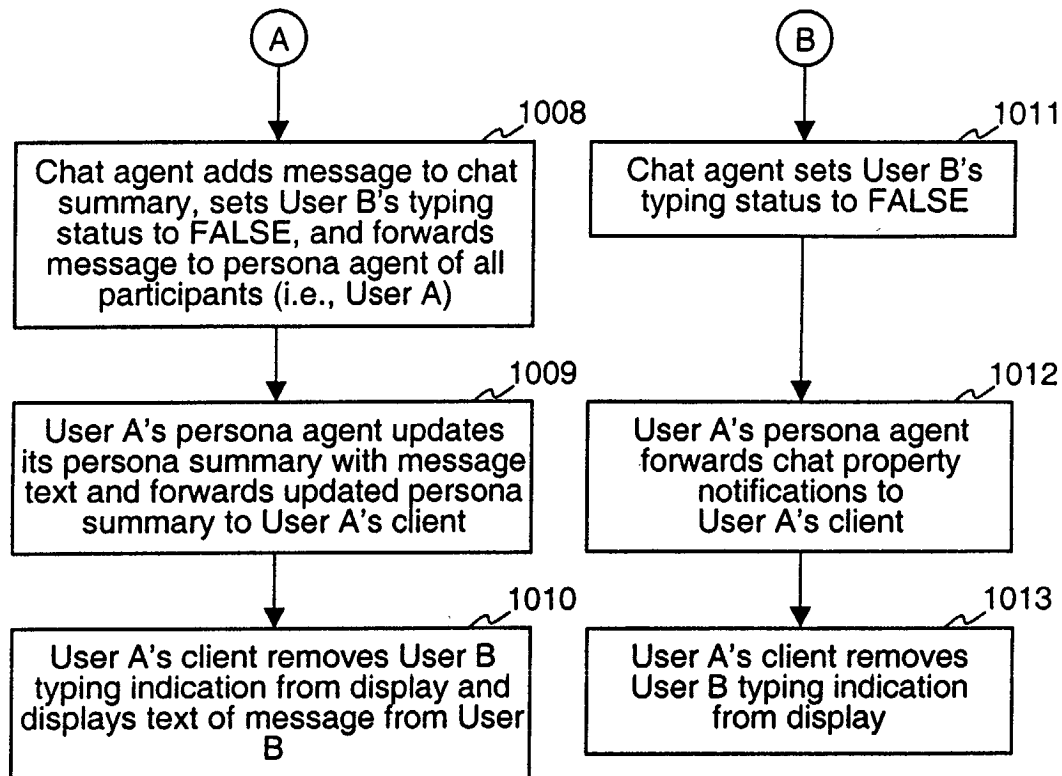 A
1008
Chat agent adds message to chat
summary, sets User B's typing
status to FALSE, and forwards
message to persona agent of all
participants (i.e., User A)
1009
User A's persona agent updates
its persona summary with message
text and forwards updated persona
summary to User A's client
1010
User A's client removes User B
typing indication from display and
displays text of message from User
B
B
1011
Chat agent sets User B's
typing status to FALSE
1012
User A's persona agent
forwards chat property
notifications to
User A's client
1013
User A's client removes
User B typing indication
from display